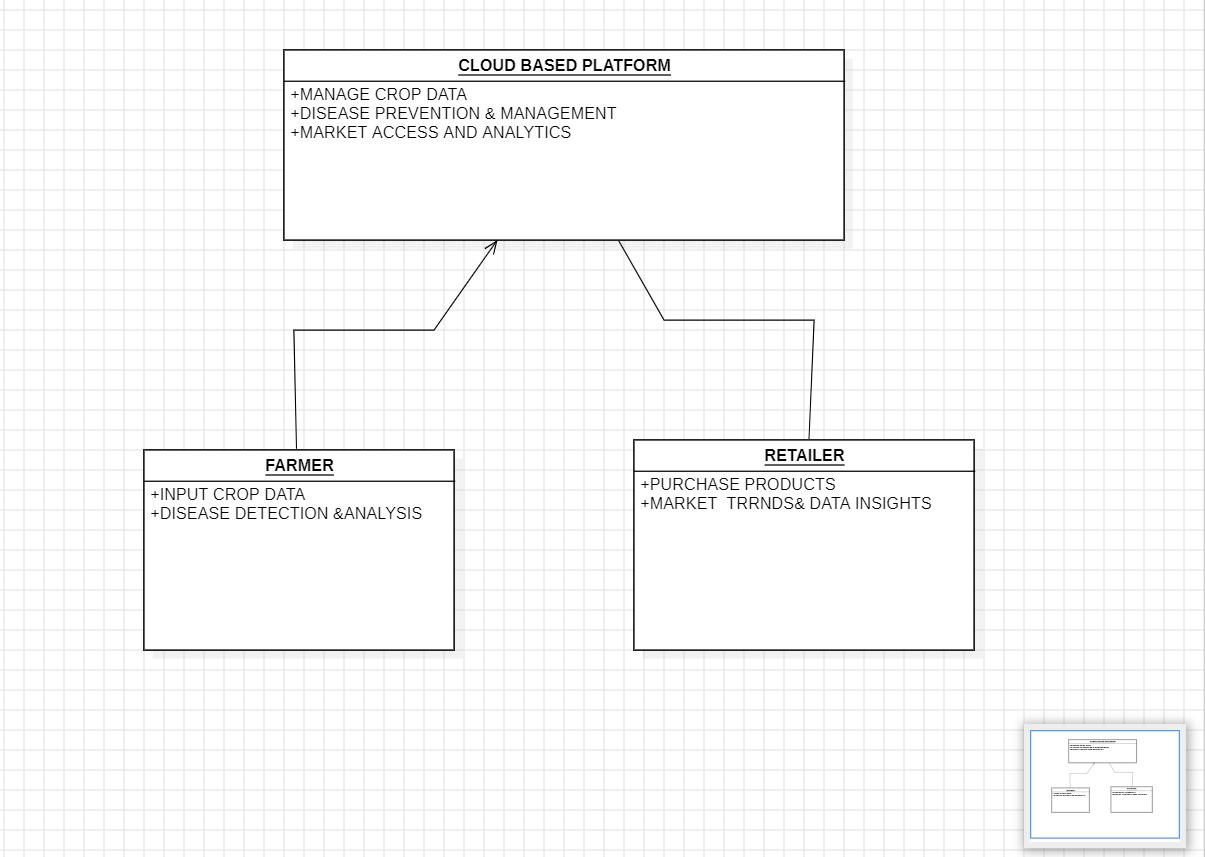 CLOUD BASED PLATFORM
+MANAGE CROP DATA
+DISEASE PREVENTION & MANAGEMENT
+MARKET ACCESS AND ANALYTICS
FARMER
+INPUT CROP DATA
+DISEASE DETECTION &ANALYSIS
RETAILER
+PURCHASE PRODUCTS
+MARKET  TRRNDS& DATA INSIGHTS